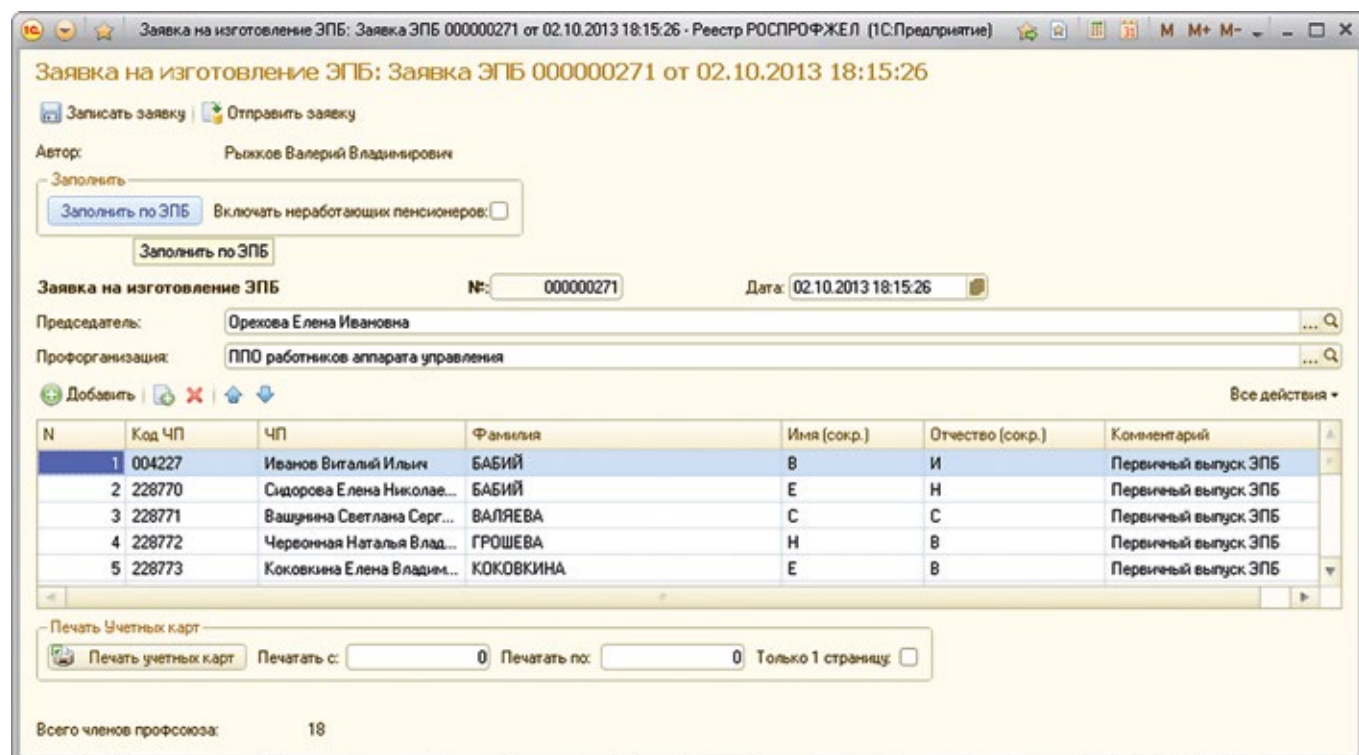 1С Заявка на изготовление ЭПБ: Заявка ЭПБ 000000271 от 02.10.2013 18:15:26 - Реестр РОСПРОФЖЕЛ (1С:Предприятие) 31 M M+ M-
Заявка на изготовление ЭПБ: Заявка ЭПБ 000000271 от 02.10.2013 18:15:26
Записать заявку Отправить заявку
Автор: Рыжков Валерий Владимирович
Заполнить
Заполнить по ЭПБ Включать неработающих пенсионеров:
Заполнить по ЭПБ
Заявка на изготовление ЭПБ №: 000000271 Дата: 02.10.2013 18:15:26
Председатель: Орехова Елена Ивановна ...
Профорганизация: ППО работников аппарата управления ...
Добавить Все действия
N Код ЧП ЧП Фамилия Имя (сокр.) Отчество (сокр.) Комментарий
1 004227 Иванов Виталий Ильич БАБИЙ В И Первичный выпуск ЭПБ
2 228770 Сидорова Елена Николае... БАБИЙ Е Н Первичный выпуск ЭПБ
3 228771 Вашунина Светлана Серг... ВАЛЯЕВА С С Первичный выпуск ЭПБ
4 228772 Червонная Наталья Влад... ГРОШЕВА Н В Первичный выпуск ЭПБ
5 228773 Коковкина Елена Владим... КОКОВКИНА Е В Первичный выпуск ЭПБ
Печать Учетных карт
Печать учетных карт Печатать с: 0 Печатать по: 0 Только 1 страницу:
Всего членов профсоюза: 18